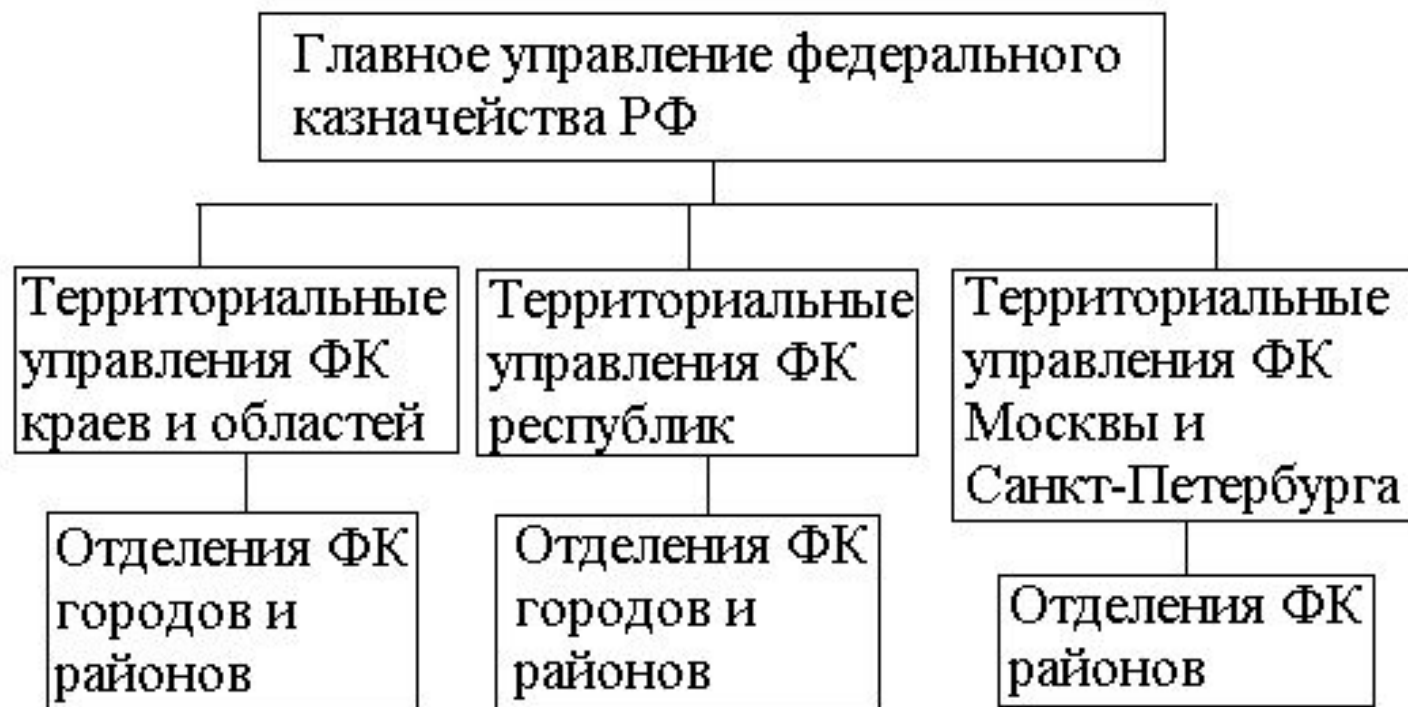 Главное управление федерального
казначейства РФ
Территориальные
управления ФК
краев и областей
Территориальные
управления ФК
республик
Территориальные
управления ФК
Москвы и
Санкт-Петербурга
Отделения ФК
городов и
районов
Отделения ФК
городов и
районов
Отделения ФК
районов